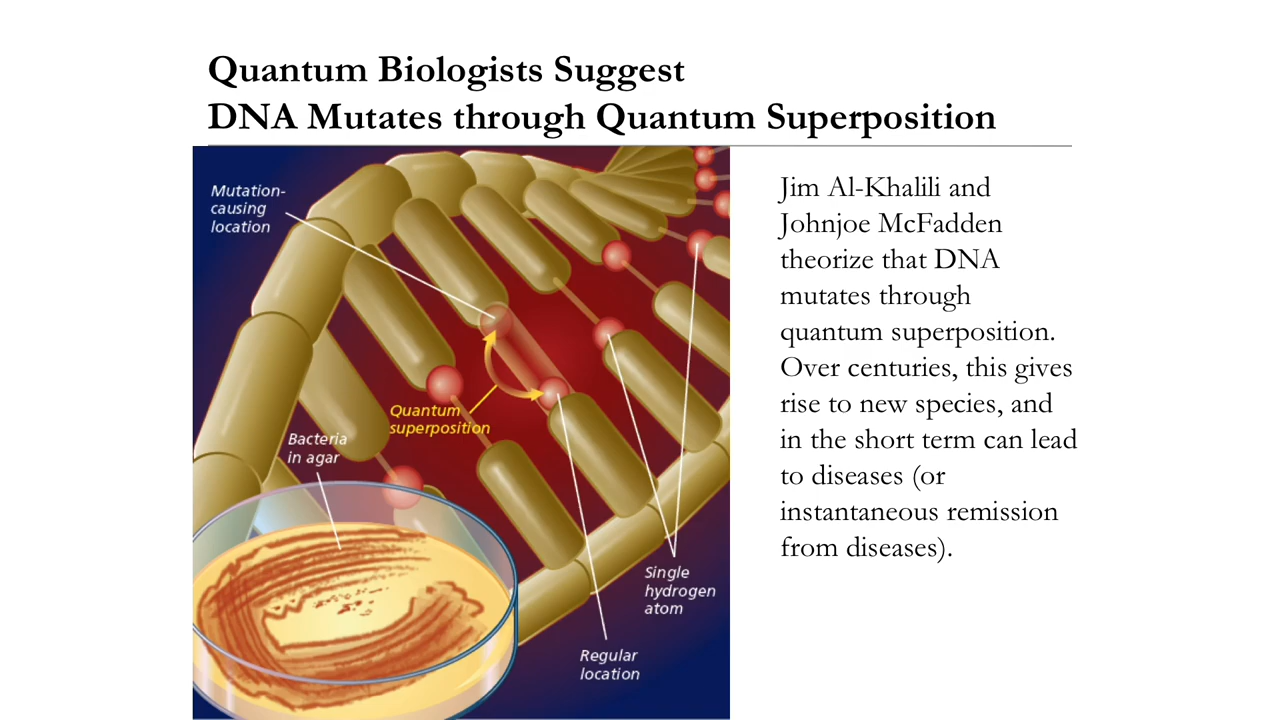 Quantum Biologists Suggest
DNA Mutates through Quantum Superposition
Mutation-
causing
location
Quantum
superposition
Bacteria
in agar
Single
hydrogen
atom
Regular
location
Jim Al-Khalili and
Johnjoe McFadden
theorize that DNA
mutates through
quantum superposition.
Over centuries, this gives
rise to new species, and
in the short term can lead
to diseases (or
instantaneous remission
from diseases).